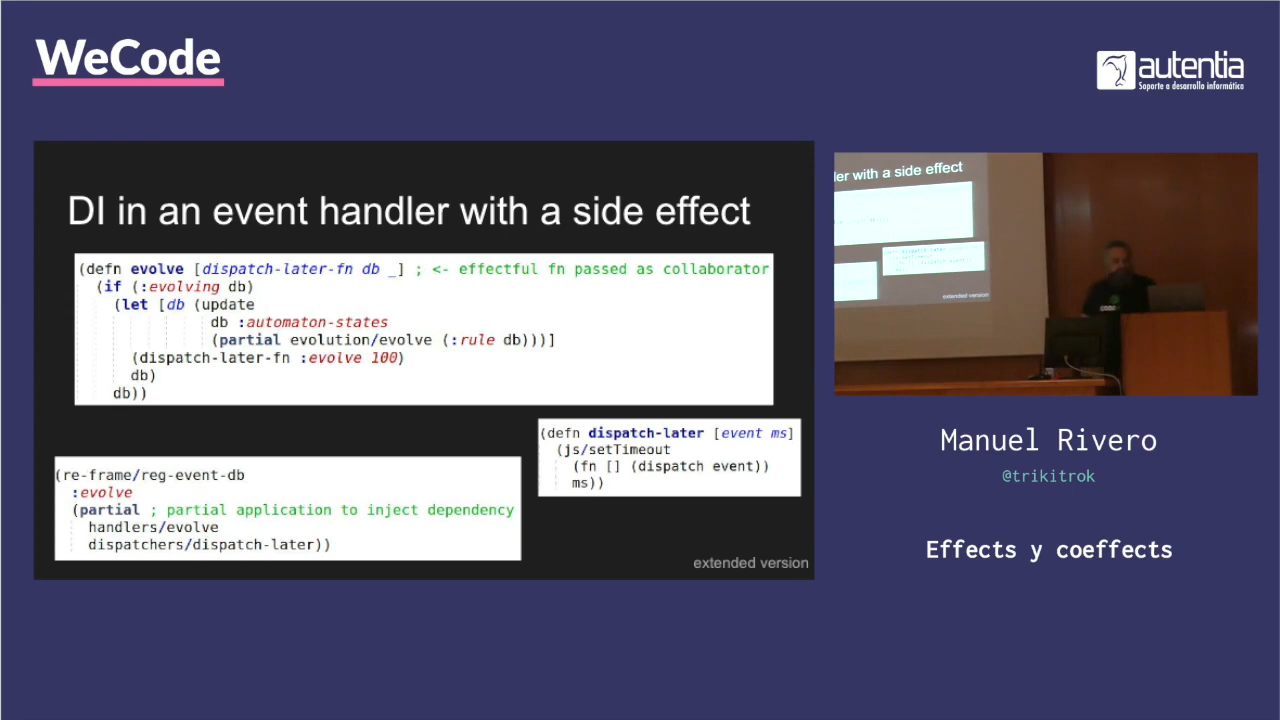 WeCode
autentia
Soporte a desarrollo informático
DI in an event handler with a side effect
(defn evolve [dispatch-later-fn db _] ; <- effectful fn passed as collaborator
(if (:evolving db)
(let [db (update
db :automaton-states
(partial evolution/evolve (:rule db)))]
(dispatch-later-fn :evolve 100)
db)
db))
(defn dispatch-later [event ms]
(js/setTimeout
(fn [] (dispatch event))
ms))
(re-frame/reg-event-db
:evolve
(partial ; partial application to inject dependency
handlers/evolve
dispatchers/dispatch-later))
extended version
ler with a side effect
extended version
Manuel Rivero
@trikitrok
Effects y coeffects